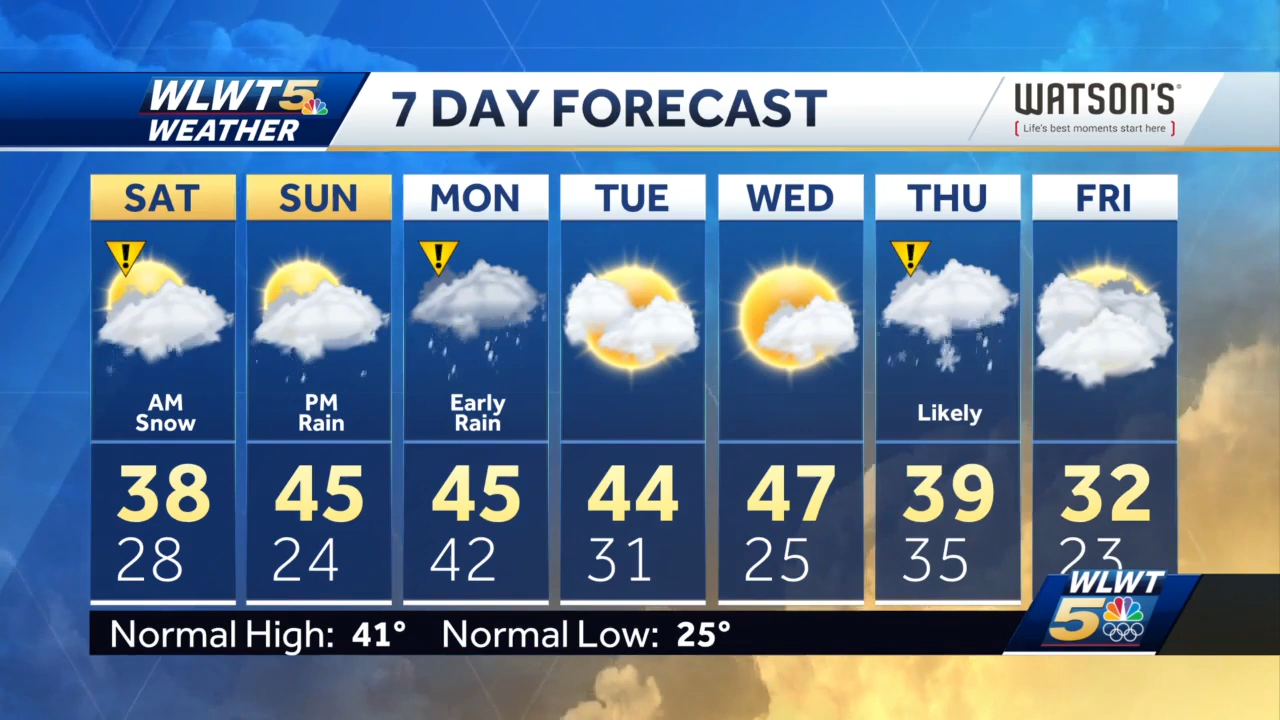 WLWT5
WEATHER
7 DAY FORECAST
WATSON'S®
[ Life's best moments start here ]
SAT SUN MON TUE WED THU FRI
! ! !
AM Snow
PM Rain
Early Rain
Likely
38 45 45 44 47 39 32
28 24 42 31 25 35 23
Normal High: 41° Normal Low: 25°
WLWT
5